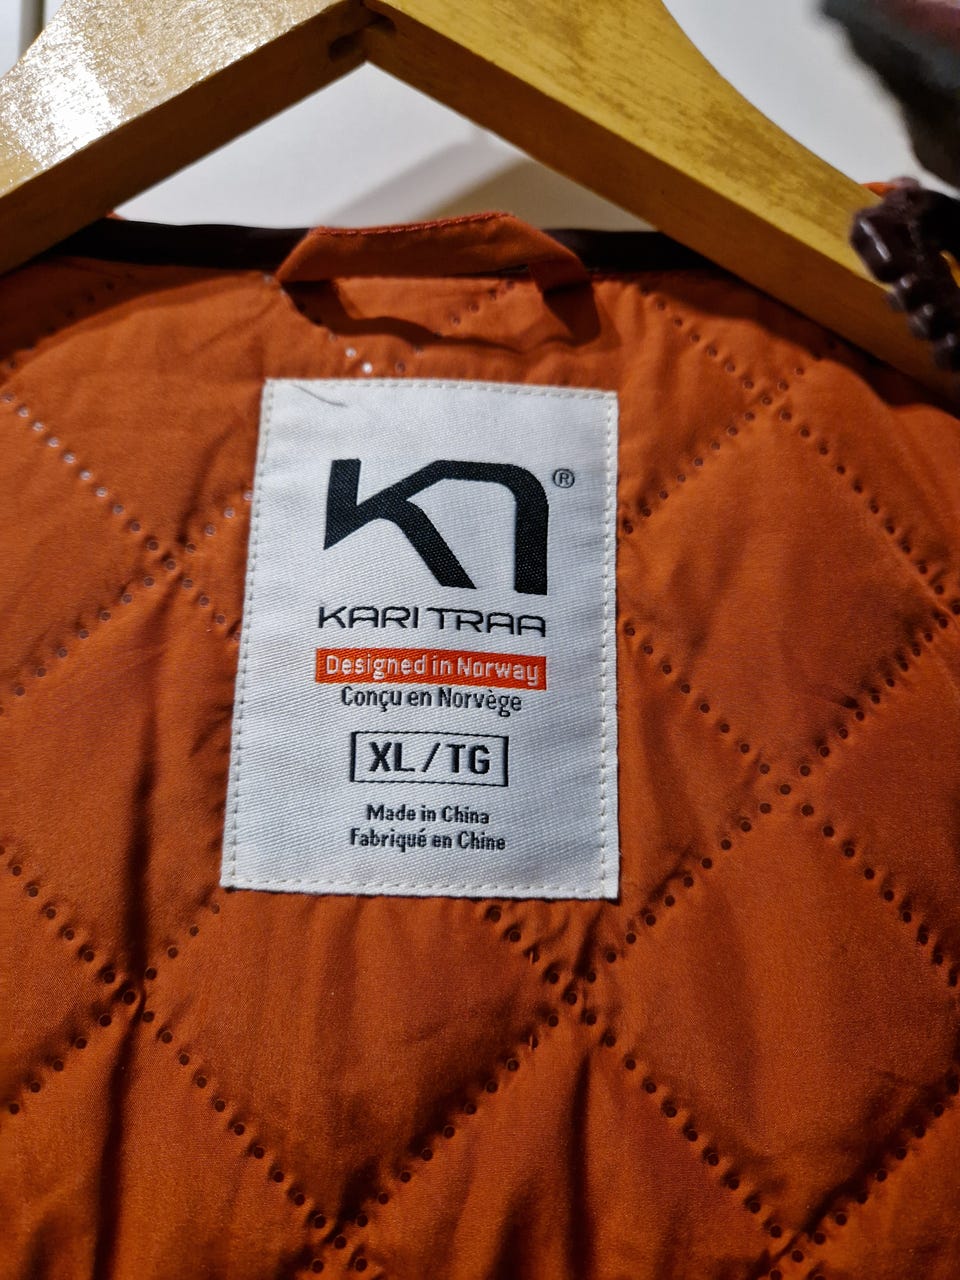 ®
KARI TRAA
Designed in Norway
Conçu en Norvège
XL/TG
Made in China
Fabriqué en Chine